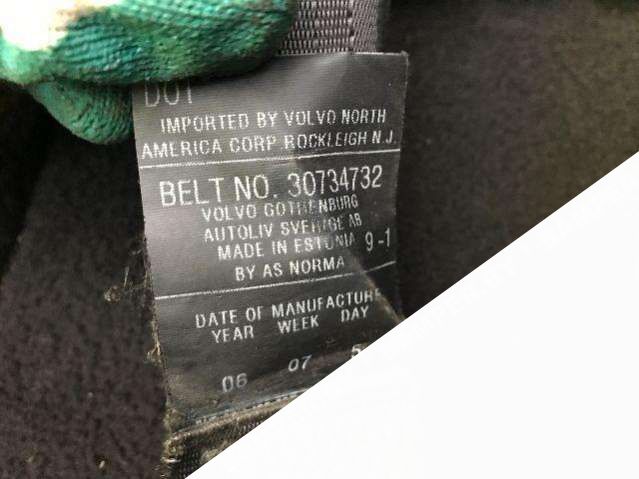 DOT
IMPORTED BY VOLVO NORTH
AMERICA CORP ROCKLEIGH N.J.
BELT NO. 30734732
VOLVO GOTHENBURG
AUTOLIV SVERIGE AB
MADE IN ESTONIA 9-1
BY AS NORMA
DATE OF MANUFACTURE
YEAR WEEK DAY
06 07 5